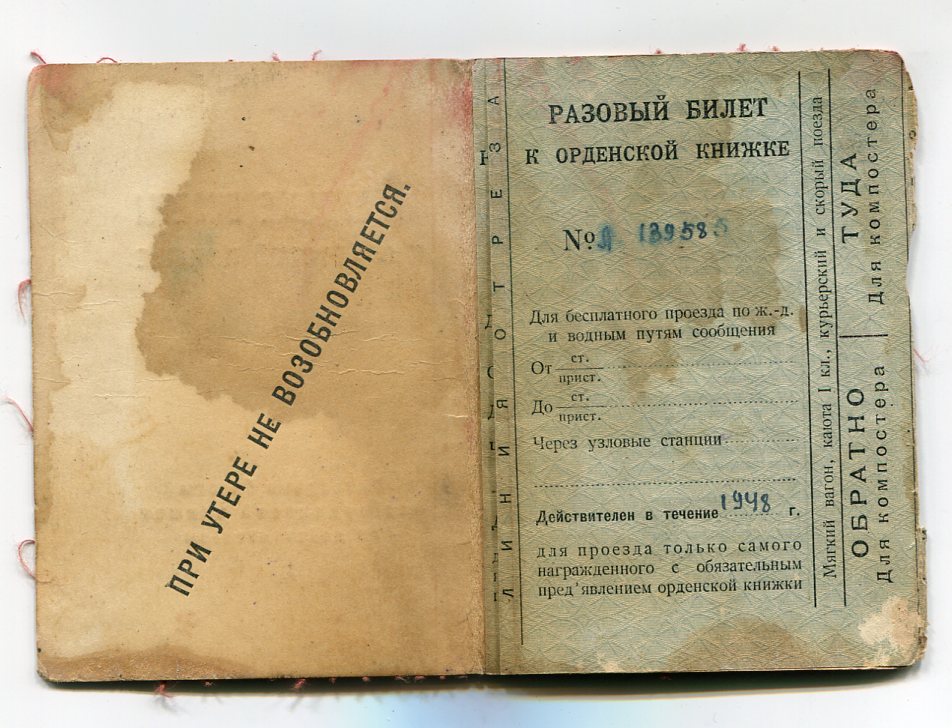 ПРИ УТЕРЕ НЕ ВОЗОБНОВЛЯЕТСЯ.
ЛИНИЯ ОТРЕЗА
РАЗОВЫЙ БИЛЕТ
К ОРДЕНСКОЙ КНИЖКЕ
№ Д 139585
Для бесплатного проезда по ж.-д.
и водным путям сообщения
От ст.
прист.
До ст.
прист.
Через узловые станции
Действителен в течение 1948 г.
для проезда только самого
награжденного с обязательным
пред'явлением орденской книжки
Мягкий вагон, каюта I кл., курьерский и скорый поезда
ОБРАТНО
Для компостера
ТУДА
Для компостера